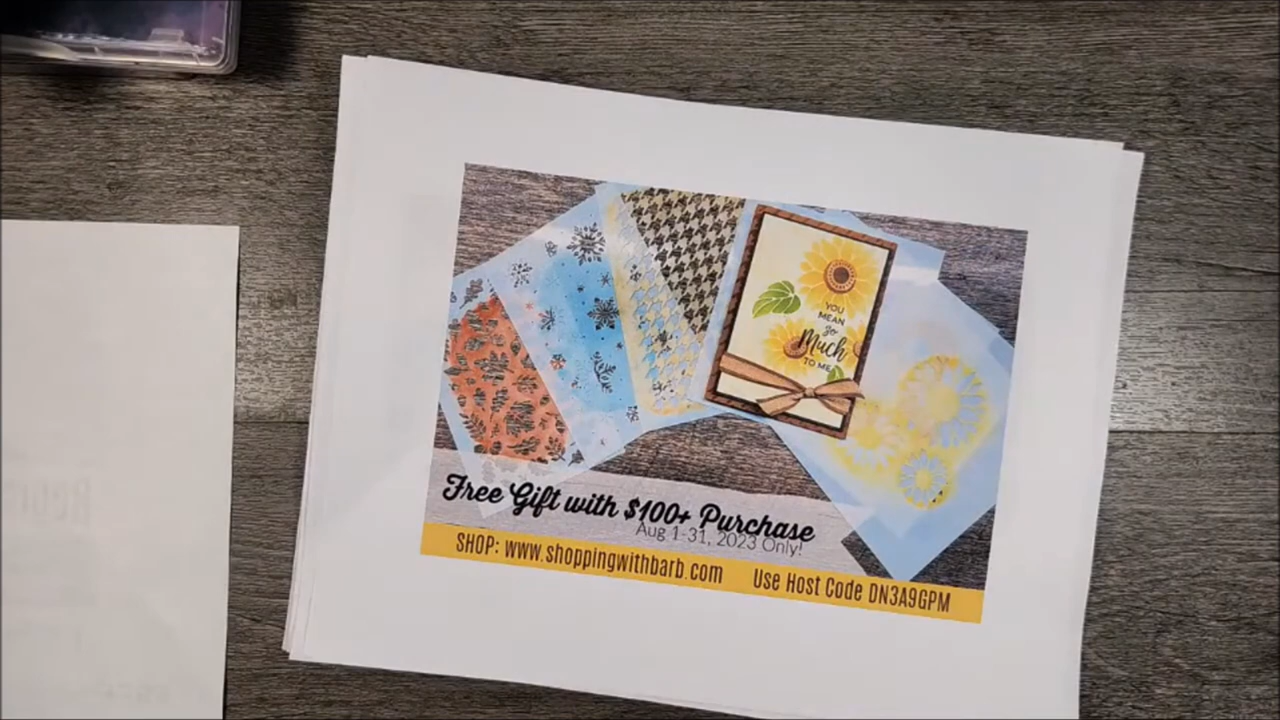 YOU
MEAN
so
Much
TO ME
Free Gift with $100+ Purchase
Aug 1-31, 2023 Only!
SHOP: www.shoppingwithbarb.com Use Host Code DN3A9GPM